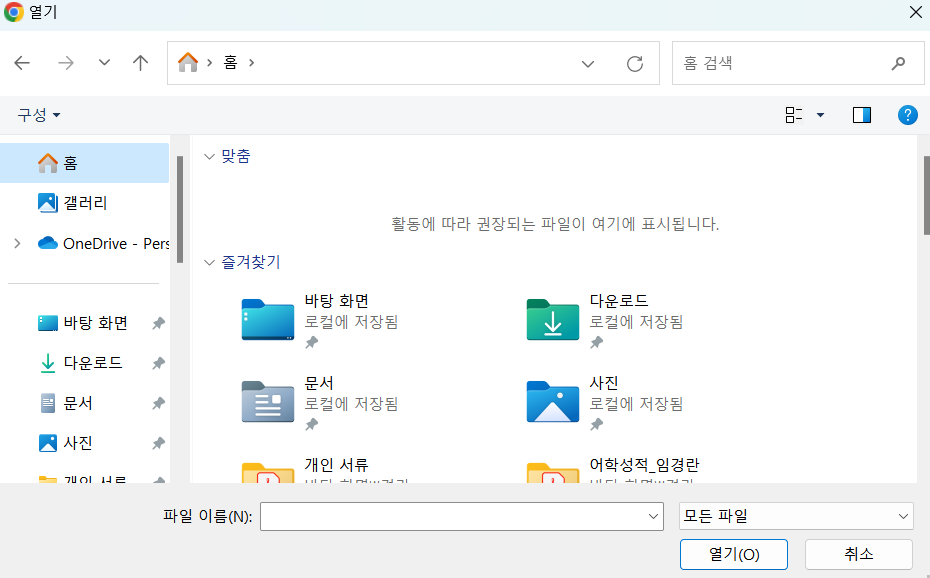 열기
홈
홈 검색
구성
홈
갤러리
OneDrive - Pers
바탕 화면
다운로드
문서
사진
개인 서류
맞춤
활동에 따라 권장되는 파일이 여기에 표시됩니다.
즐겨찾기
바탕 화면
로컬에 저장됨
다운로드
로컬에 저장됨
문서
로컬에 저장됨
사진
로컬에 저장됨
개인 서류
어학성적_임경란
파일 이름(N):
모든 파일
열기(O)
취소